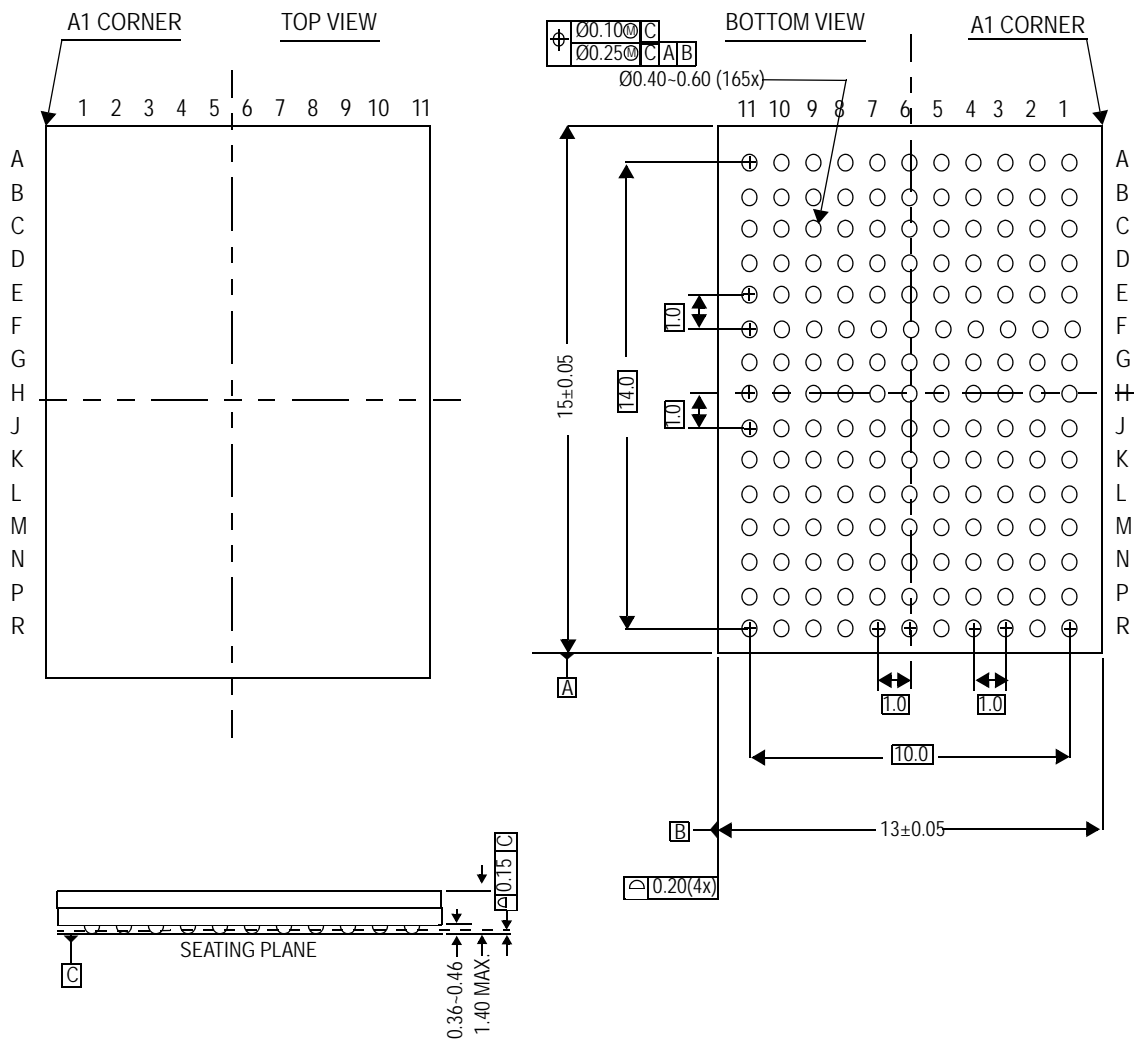 A1 CORNER
TOP VIEW
1 2 3 4 5 6 7 8 9 10 11
A
B
C
D
E
F
G
H
J
K
L
M
N
P
R
Ø0.10Ⓜ C
Ø0.25Ⓜ C A B
Ø0.40~0.60 (165x)
BOTTOM VIEW
A1 CORNER
11 10 9 8 7 6 5 4 3 2 1
A
B
C
D
E
F
G
H
J
K
L
M
N
P
R
1.0
1.0
14.0
15±0.05
A
1.0
1.0
10.0
B
13±0.05
0.20(4x)
0.15 C
SEATING PLANE
C
0.36~0.46
1.40 MAX.